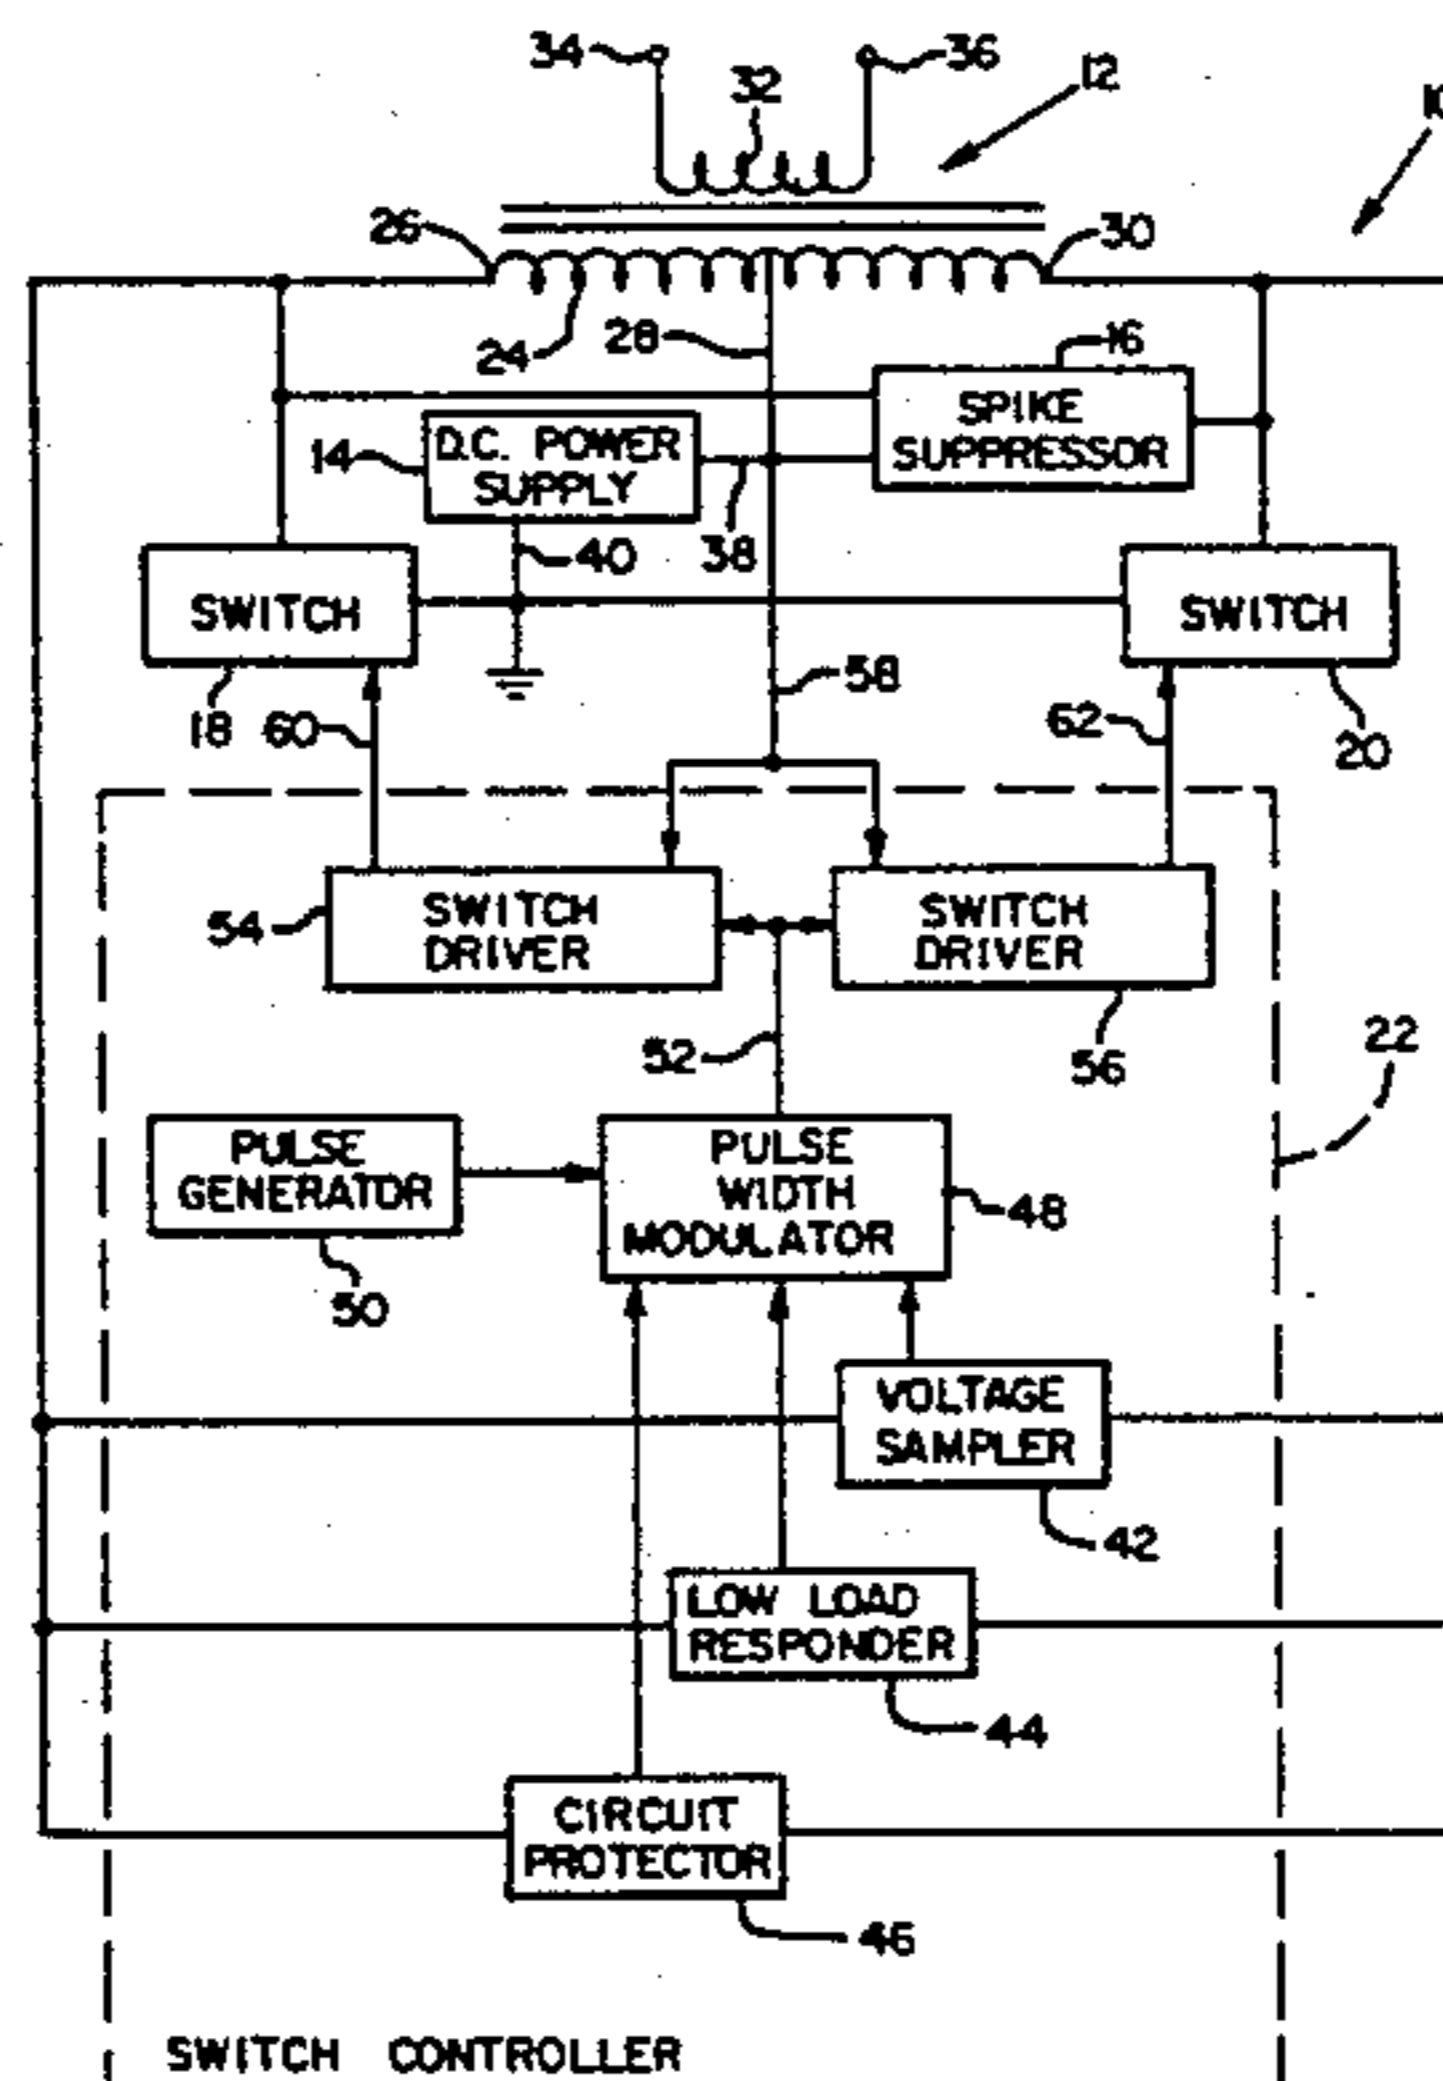 34
36
32
12
26
30
24
28
16
SPIKE
SUPPRESSOR
14
D.C. POWER
SUPPLY
40
38
SWITCH
SWITCH
58
18
60
62
20
54
SWITCH
DRIVER
SWITCH
DRIVER
52
56
22
PULSE
GENERATOR
PULSE
WIDTH
MODULATOR
48
50
VOLTAGE
SAMPLER
42
LOW LOAD
RESPONDER
44
CIRCUIT
PROTECTOR
46
SWITCH CONTROLLER